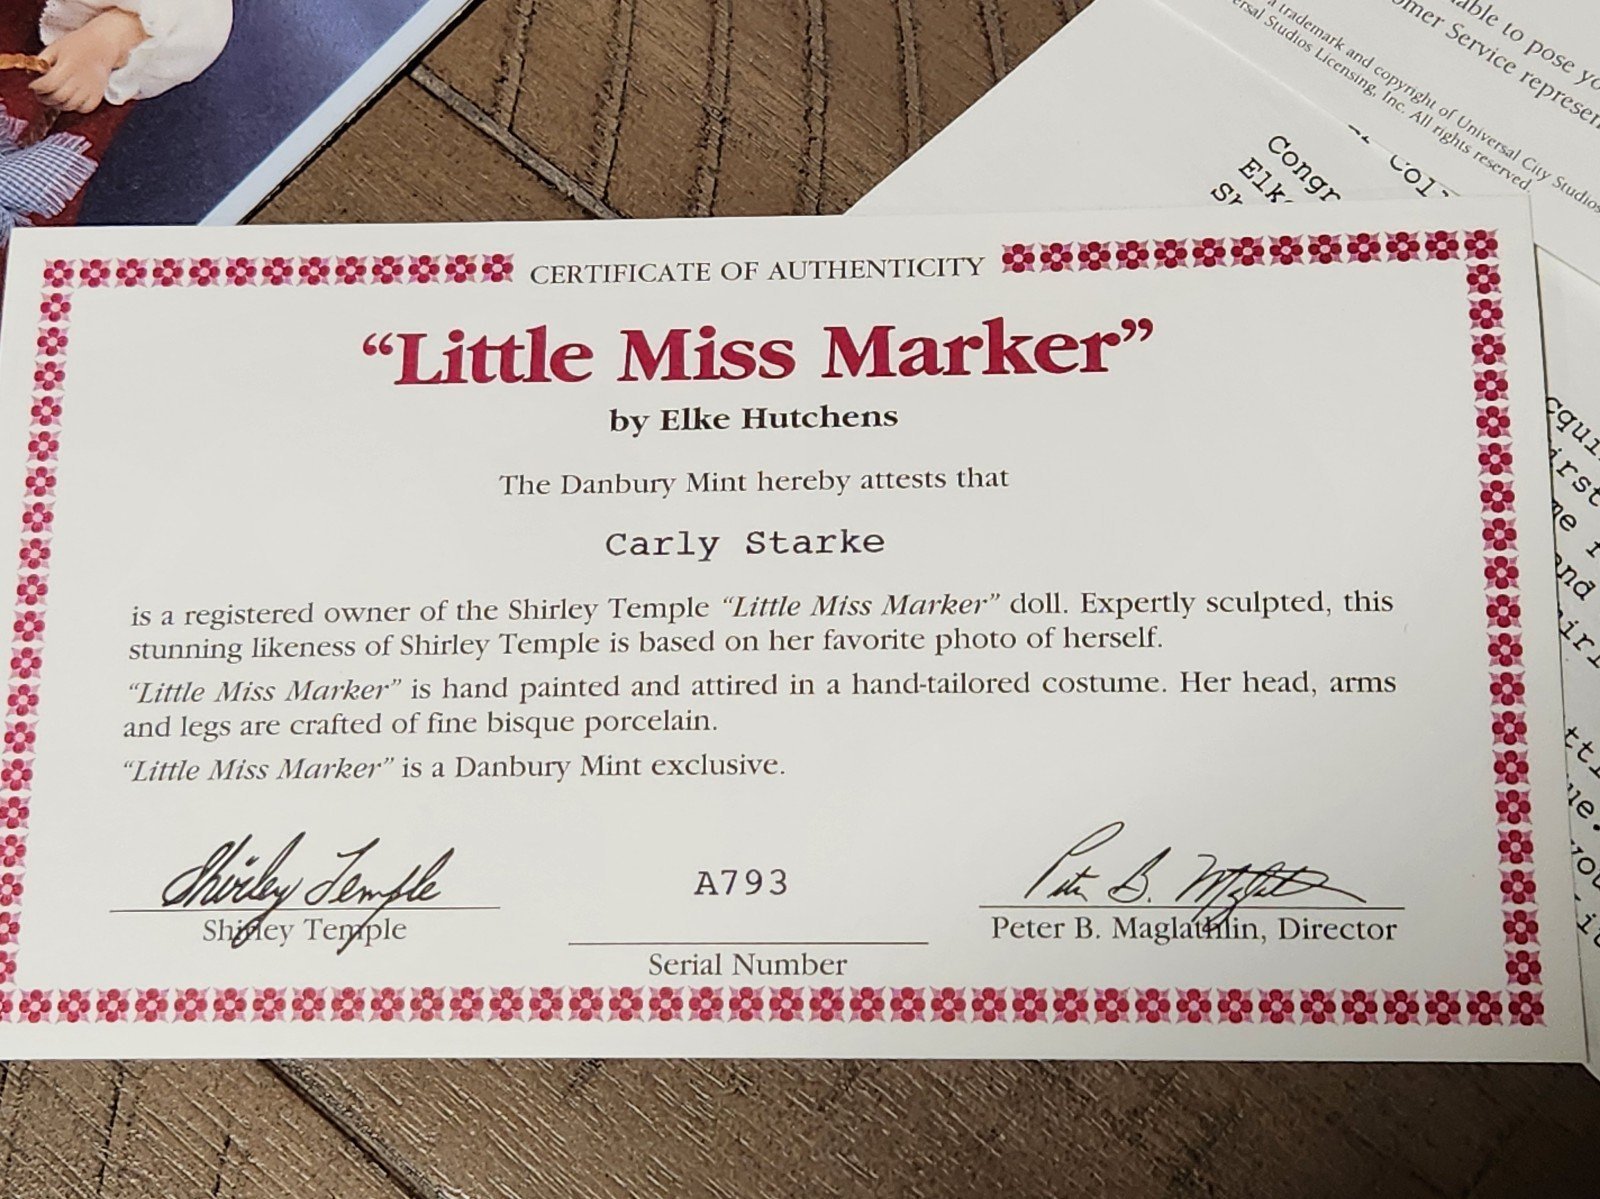 able to pose yo
omer Service represen
a trademark and copyright of Universal City Studios
ersal Studios Licensing, Inc. All rights reserved.
Congr
Elk
CERTIFICATE OF AUTHENTICITY
“Little Miss Marker”
by Elke Hutchens
The Danbury Mint hereby attests that
Carly Starke
is a registered owner of the Shirley Temple “Little Miss Marker” doll. Expertly sculpted, this
stunning likeness of Shirley Temple is based on her favorite photo of herself.
“Little Miss Marker” is hand painted and attired in a hand-tailored costume. Her head, arms
and legs are crafted of fine bisque porcelain.
“Little Miss Marker” is a Danbury Mint exclusive.
Shirley Temple
Shirley Temple
A793
Serial Number
Peter B. Maglathlin
Peter B. Maglathlin, Director